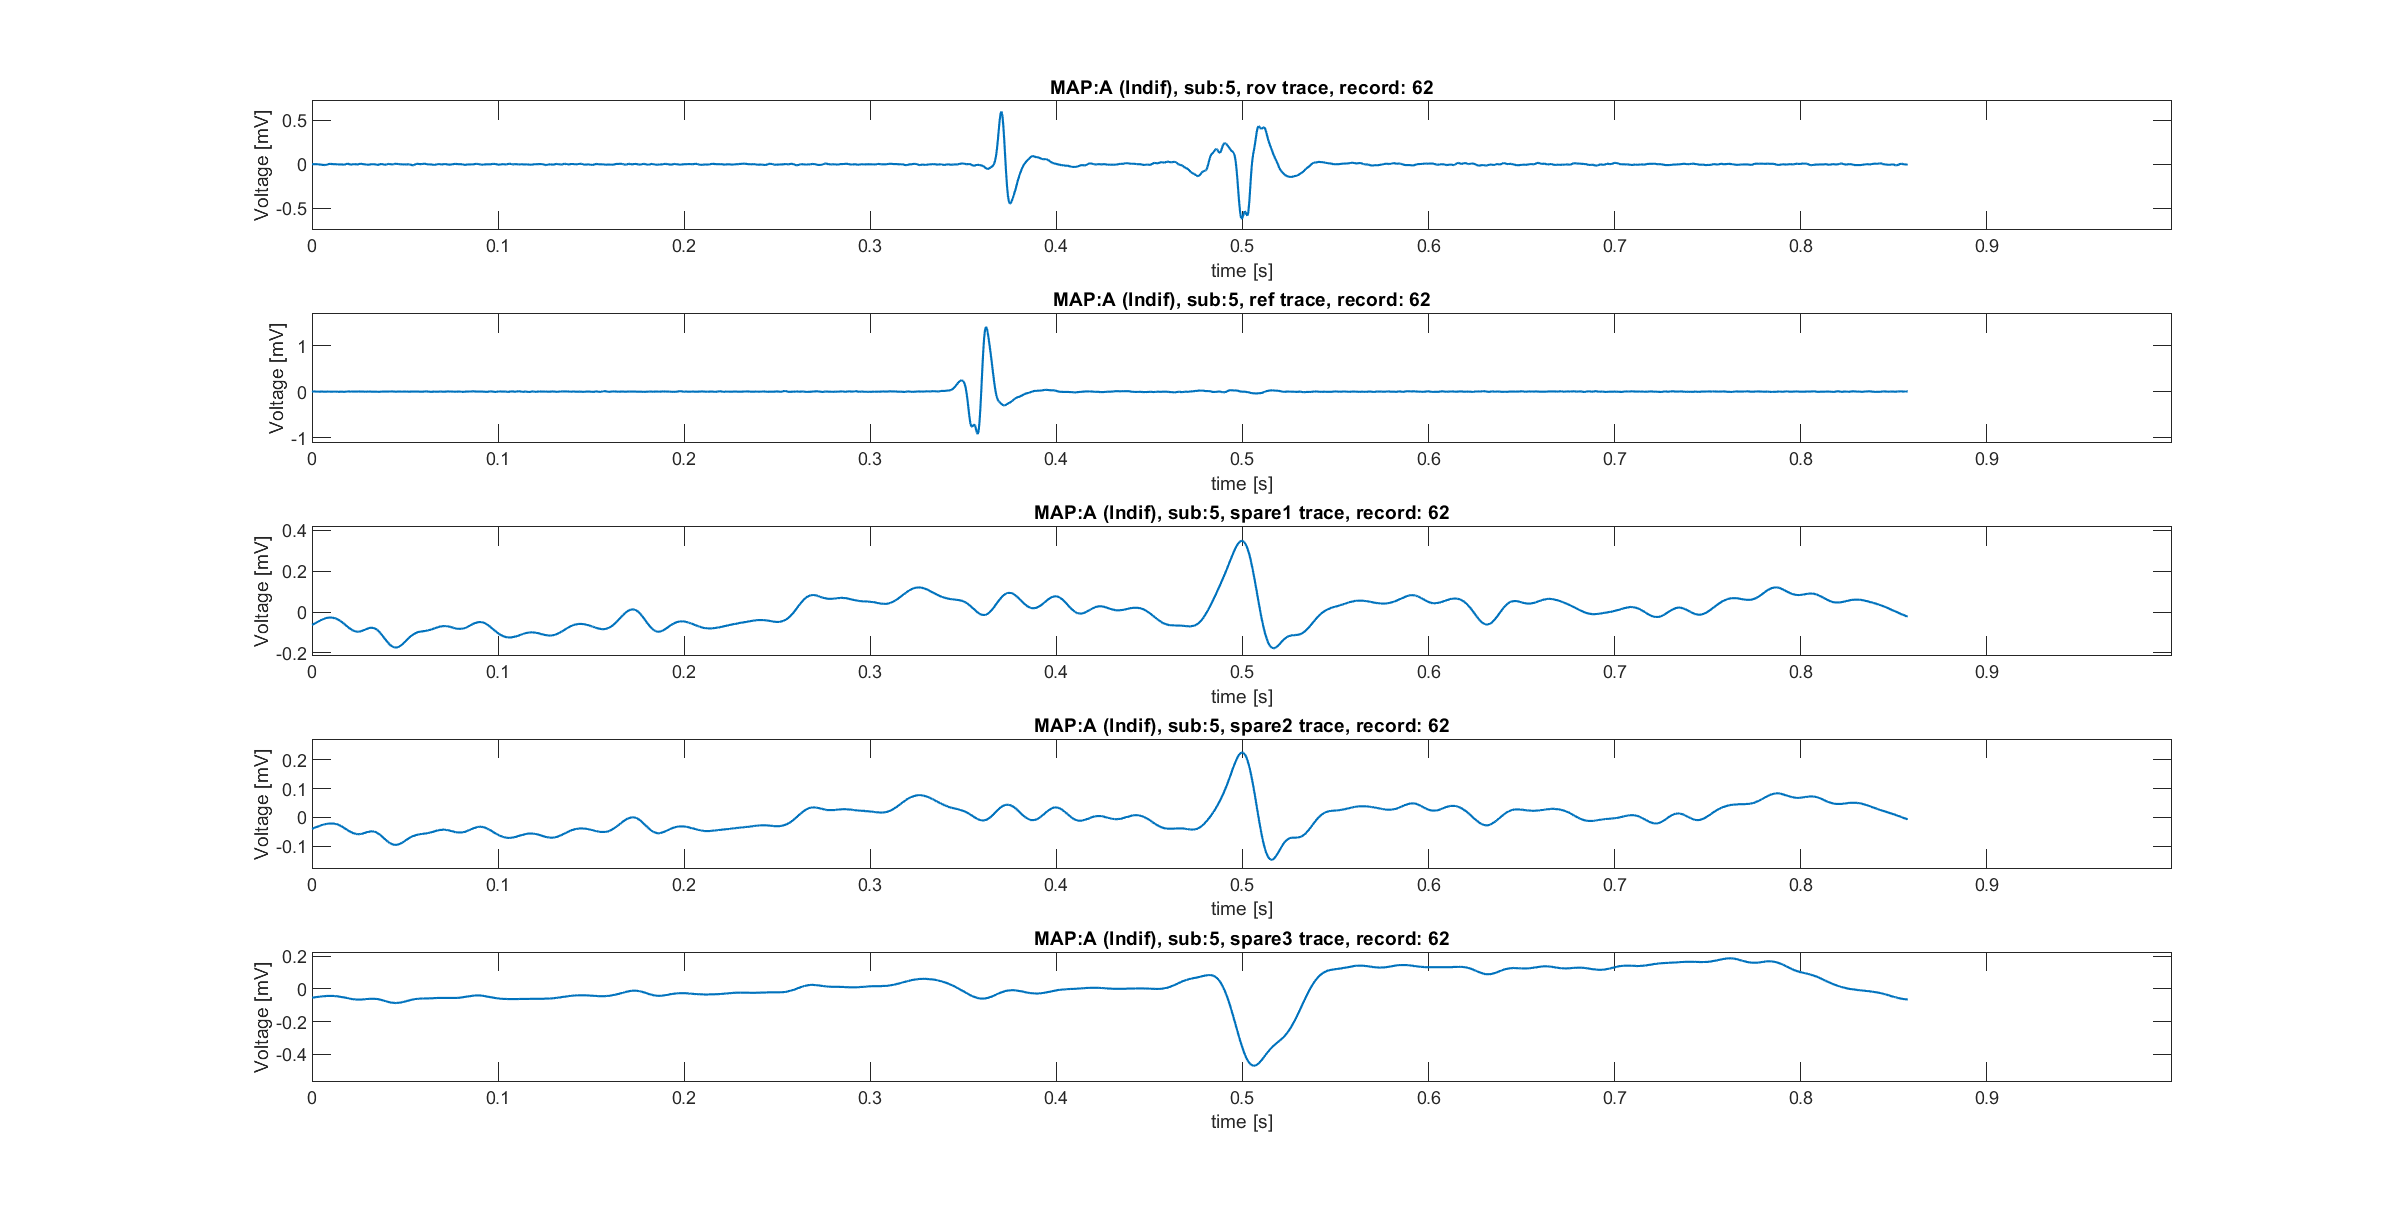 MAP:A (Indif), sub:5, rov trace, record: 62
Voltage [mV]
0.5
0
-0.5
0 0.1 0.2 0.3 0.4 0.5 0.6 0.7 0.8 0.9
time [s]
MAP:A (Indif), sub:5, ref trace, record: 62
Voltage [mV]
1
0
-1
0 0.1 0.2 0.3 0.4 0.5 0.6 0.7 0.8 0.9
time [s]
MAP:A (Indif), sub:5, spare1 trace, record: 62
Voltage [mV]
0.4
0.2
0
-0.2
0 0.1 0.2 0.3 0.4 0.5 0.6 0.7 0.8 0.9
time [s]
MAP:A (Indif), sub:5, spare2 trace, record: 62
Voltage [mV]
0.2
0.1
0
-0.1
0 0.1 0.2 0.3 0.4 0.5 0.6 0.7 0.8 0.9
time [s]
MAP:A (Indif), sub:5, spare3 trace, record: 62
Voltage [mV]
0.2
0
-0.2
-0.4
0 0.1 0.2 0.3 0.4 0.5 0.6 0.7 0.8 0.9
time [s]